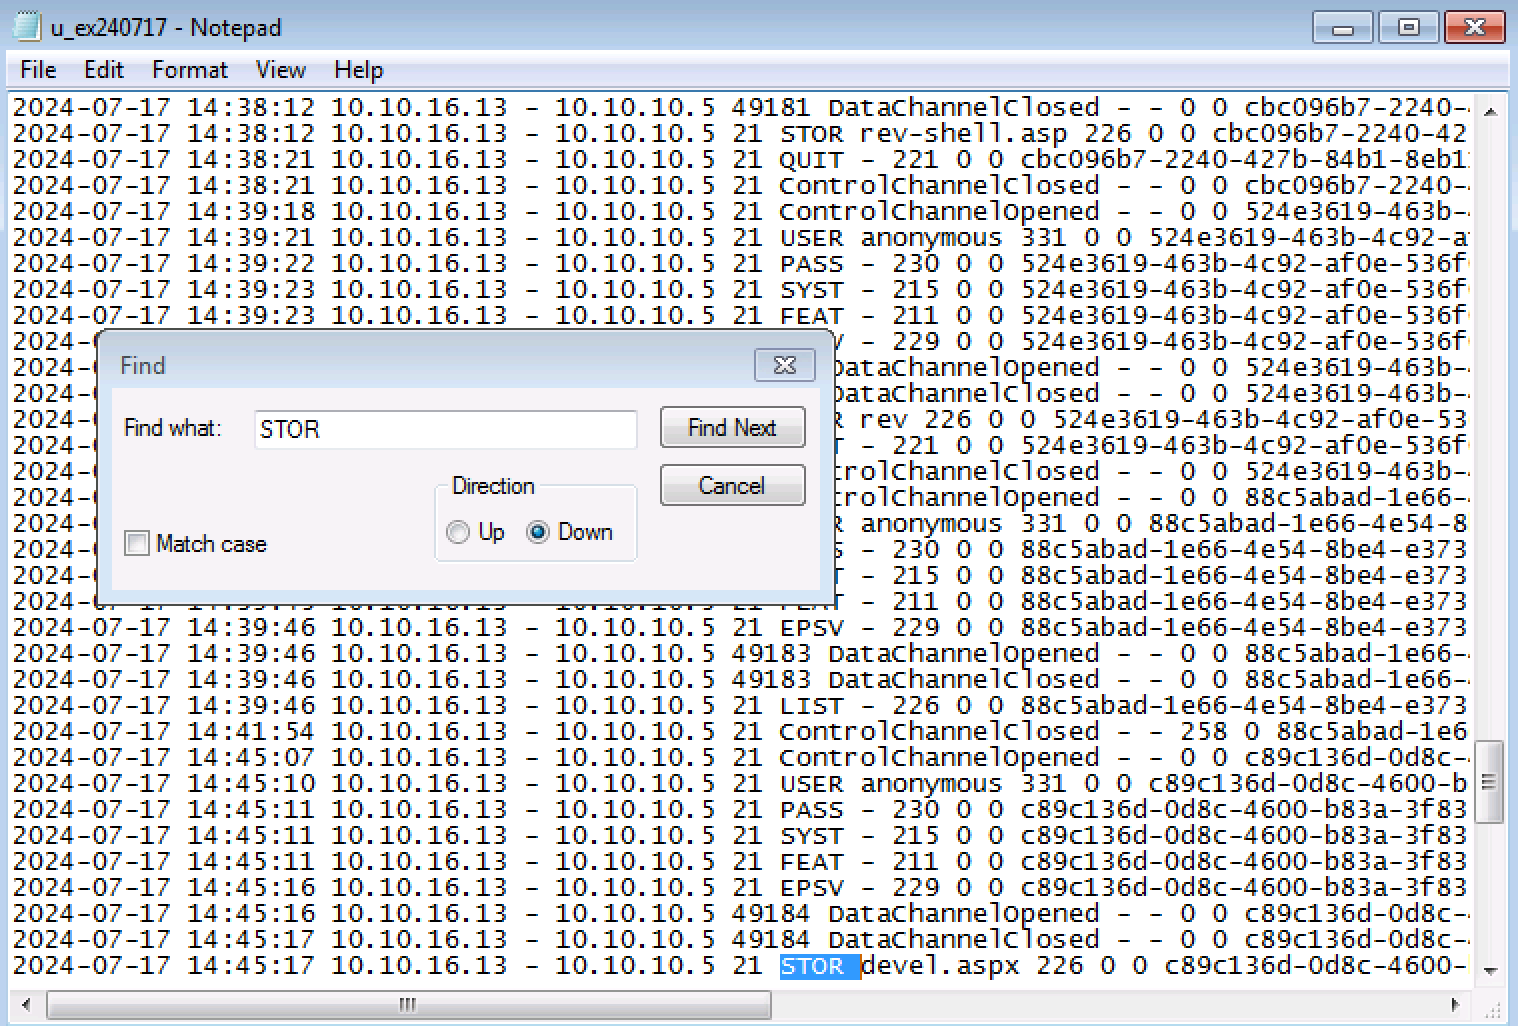 u_ex240717 - Notepad
File Edit Format View Help
2024-07-17 14:38:12 10.10.16.13 - 10.10.10.5 49181 DataChannelClosed - - 0 0 cbc096b7-2240-
2024-07-17 14:38:12 10.10.16.13 - 10.10.10.5 21 STOR rev-shell.asp 226 0 0 cbc096b7-2240-42
2024-07-17 14:38:21 10.10.16.13 - 10.10.10.5 21 QUIT - 221 0 0 cbc096b7-2240-427b-84b1-8eb1
2024-07-17 14:38:21 10.10.16.13 - 10.10.10.5 21 ControlChannelClosed - - 0 0 cbc096b7-2240-
2024-07-17 14:39:18 10.10.16.13 - 10.10.10.5 21 ControlChannelOpened - - 0 0 524e3619-463b-
2024-07-17 14:39:21 10.10.16.13 - 10.10.10.5 21 USER anonymous 331 0 0 524e3619-463b-4c92-a
2024-07-17 14:39:22 10.10.16.13 - 10.10.10.5 21 PASS - 230 0 0 524e3619-463b-4c92-af0e-536f
2024-07-17 14:39:23 10.10.16.13 - 10.10.10.5 21 SYST - 215 0 0 524e3619-463b-4c92-af0e-536f
2024-07-17 14:39:23 10.10.16.13 - 10.10.10.5 21 FEAT - 211 0 0 524e3619-463b-4c92-af0e-536f
2024-0 V - 229 0 0 524e3619-463b-4c92-af0e-536f
2024-0 DataChannelOpened - - 0 0 524e3619-463b-
2024-0 DataChannelClosed - - 0 0 524e3619-463b-
2024-0 R rev 226 0 0 524e3619-463b-4c92-af0e-53
2024-0 T - 221 0 0 524e3619-463b-4c92-af0e-536f
2024-0 trolChannelClosed - - 0 0 524e3619-463b-
2024-0 trolChannelOpened - - 0 0 88c5abad-1e66-
2024-0 R anonymous 331 0 0 88c5abad-1e66-4e54-8
2024-0 S - 230 0 0 88c5abad-1e66-4e54-8be4-e373
2024-0 T - 215 0 0 88c5abad-1e66-4e54-8be4-e373
2024-0 - 211 0 0 88c5abad-1e66-4e54-8be4-e373
Find
Find what: STOR Find Next
Direction Cancel
Up Down
Match case
2024-07-17 14:39:46 10.10.16.13 - 10.10.10.5 21 EPSV - 229 0 0 88c5abad-1e66-4e54-8be4-e373
2024-07-17 14:39:46 10.10.16.13 - 10.10.10.5 49183 DataChannelOpened - - 0 0 88c5abad-1e66-
2024-07-17 14:39:46 10.10.16.13 - 10.10.10.5 49183 DataChannelClosed - - 0 0 88c5abad-1e66-
2024-07-17 14:39:46 10.10.16.13 - 10.10.10.5 21 LIST - 226 0 0 88c5abad-1e66-4e54-8be4-e373
2024-07-17 14:41:54 10.10.16.13 - 10.10.10.5 21 ControlChannelClosed - - 258 0 88c5abad-1e6
2024-07-17 14:45:07 10.10.16.13 - 10.10.10.5 21 ControlChannelOpened - - 0 0 c89c136d-0d8c-
2024-07-17 14:45:10 10.10.16.13 - 10.10.10.5 21 USER anonymous 331 0 0 c89c136d-0d8c-4600-b
2024-07-17 14:45:11 10.10.16.13 - 10.10.10.5 21 PASS - 230 0 0 c89c136d-0d8c-4600-b83a-3f83
2024-07-17 14:45:11 10.10.16.13 - 10.10.10.5 21 SYST - 215 0 0 c89c136d-0d8c-4600-b83a-3f83
2024-07-17 14:45:11 10.10.16.13 - 10.10.10.5 21 FEAT - 211 0 0 c89c136d-0d8c-4600-b83a-3f83
2024-07-17 14:45:16 10.10.16.13 - 10.10.10.5 21 EPSV - 229 0 0 c89c136d-0d8c-4600-b83a-3f83
2024-07-17 14:45:16 10.10.16.13 - 10.10.10.5 49184 DataChannelOpened - - 0 0 c89c136d-0d8c-
2024-07-17 14:45:17 10.10.16.13 - 10.10.10.5 49184 DataChannelClosed - - 0 0 c89c136d-0d8c-
2024-07-17 14:45:17 10.10.16.13 - 10.10.10.5 21 STOR devel.aspx 226 0 0 c89c136d-0d8c-4600-